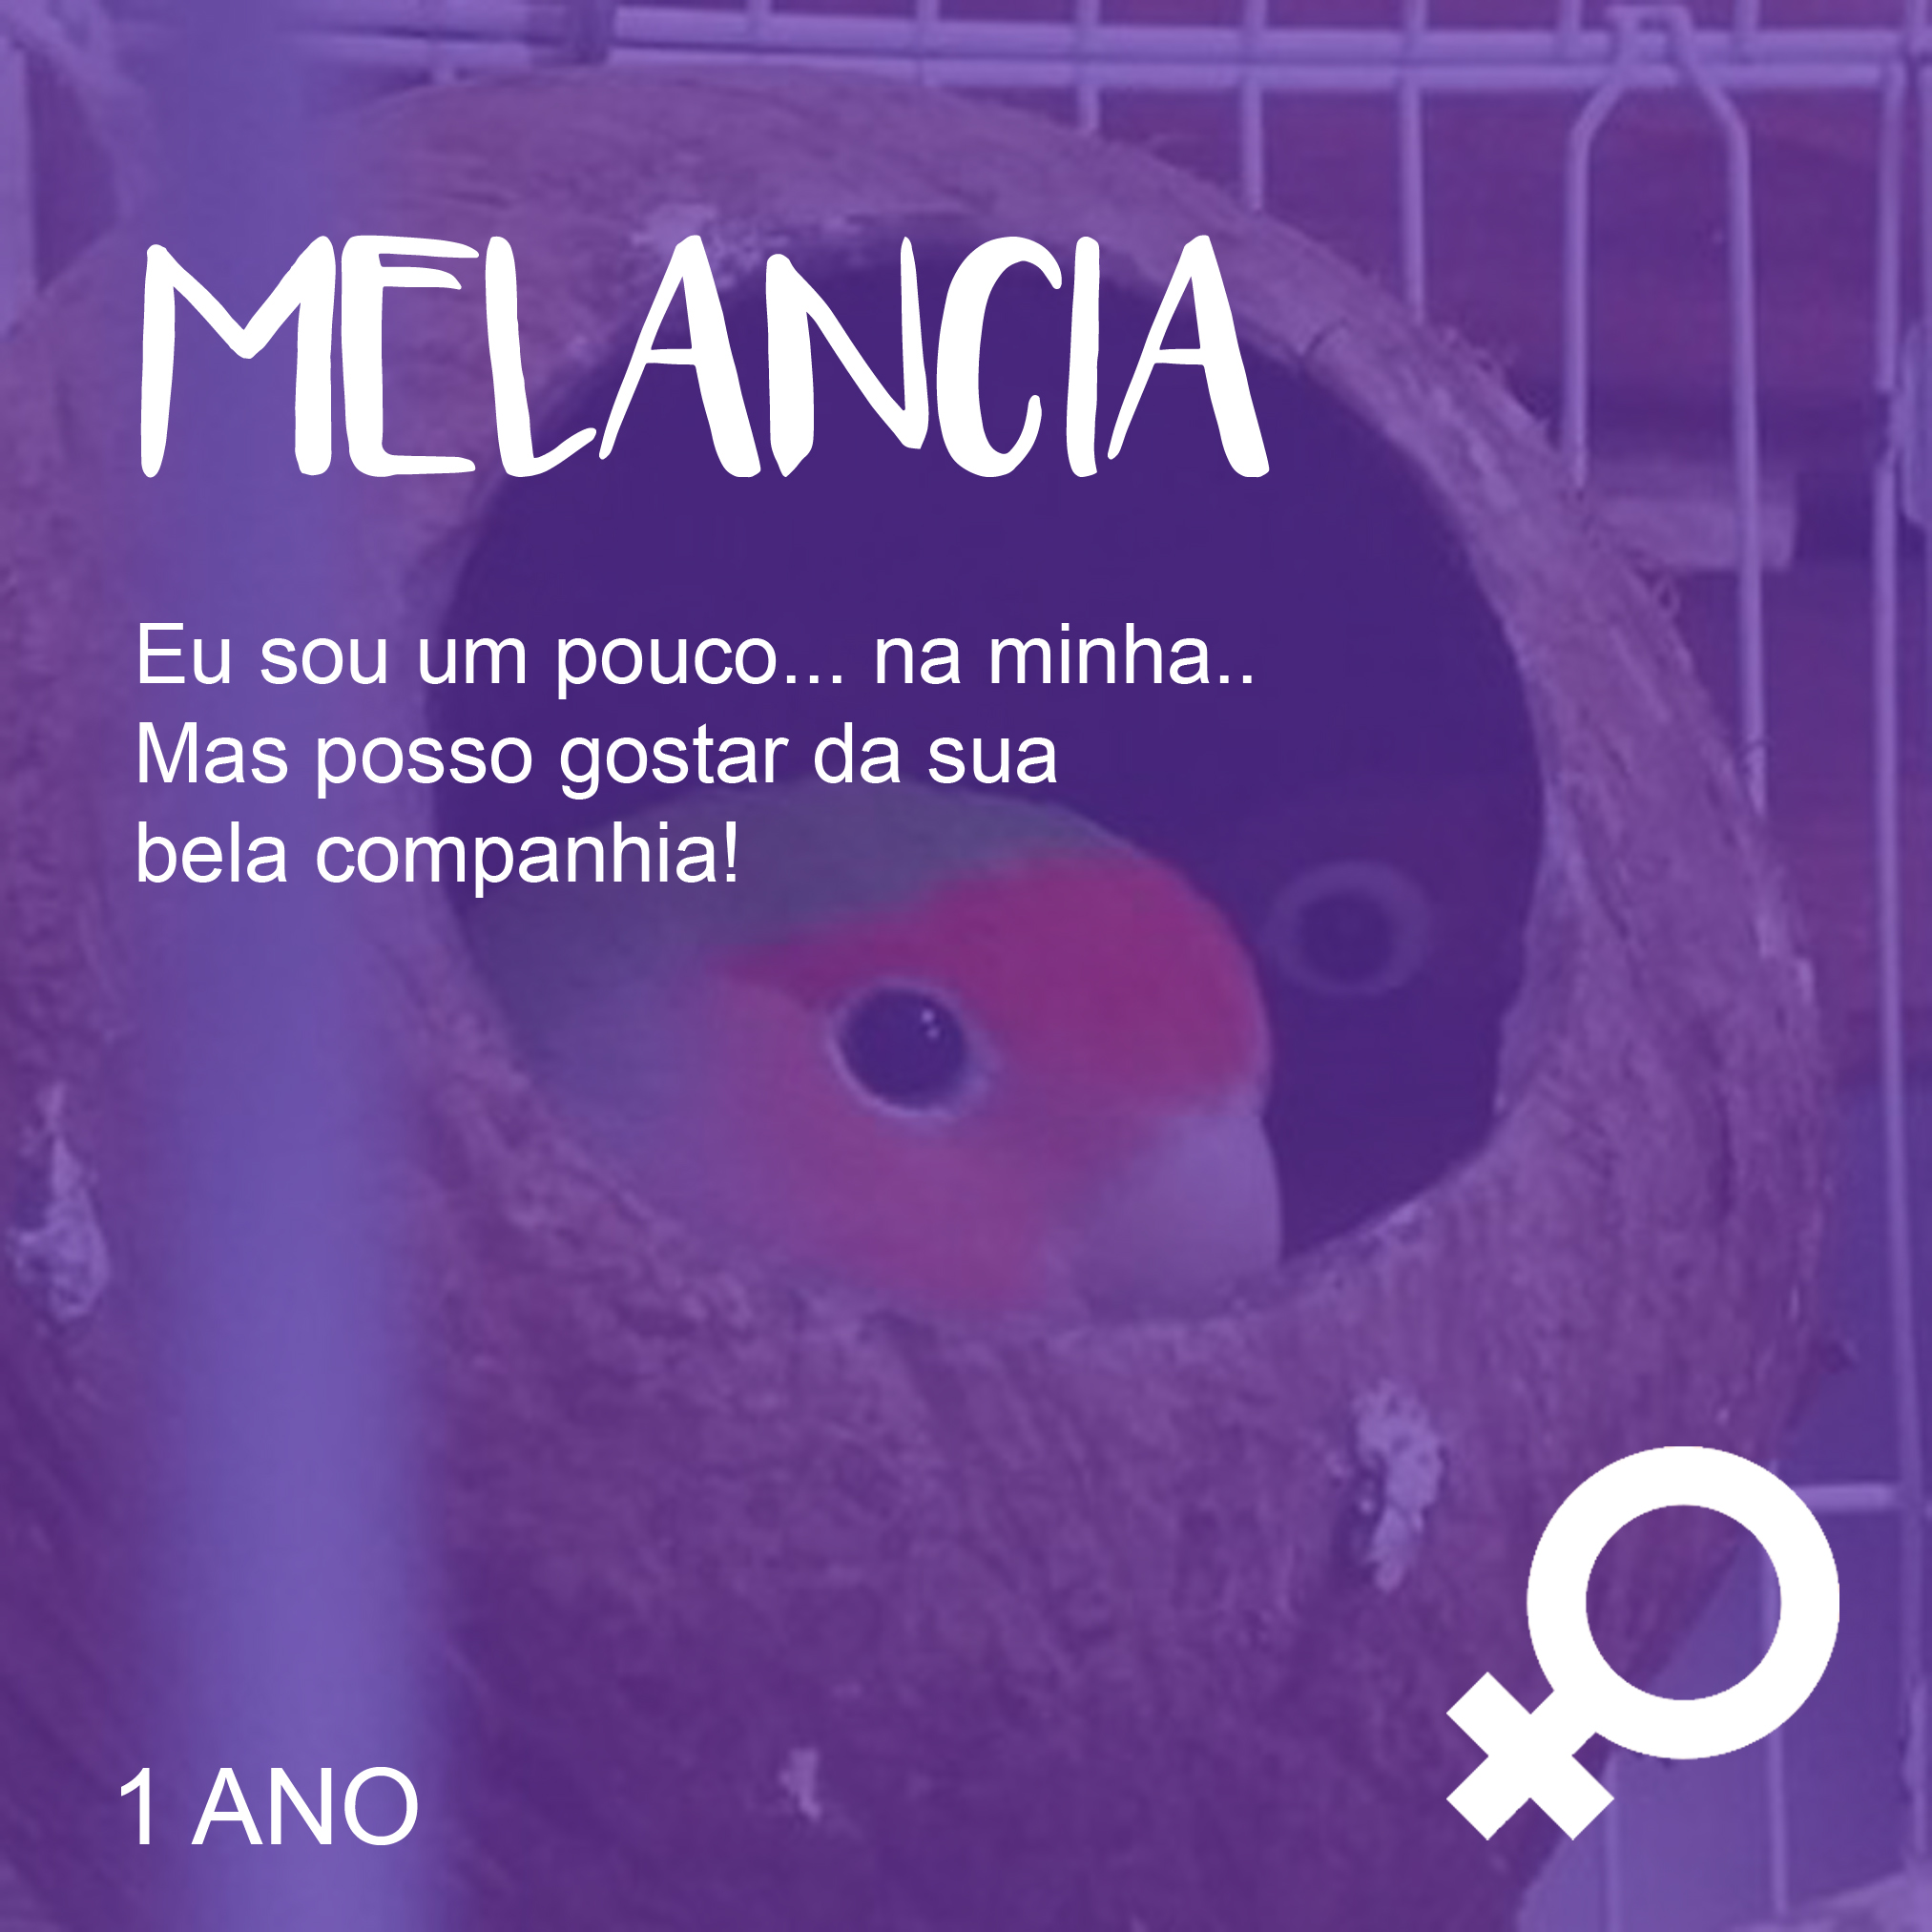 MELANCIA
Eu sou um pouco... na minha..
Mas posso gostar da sua
bela companhia!
1 ANO